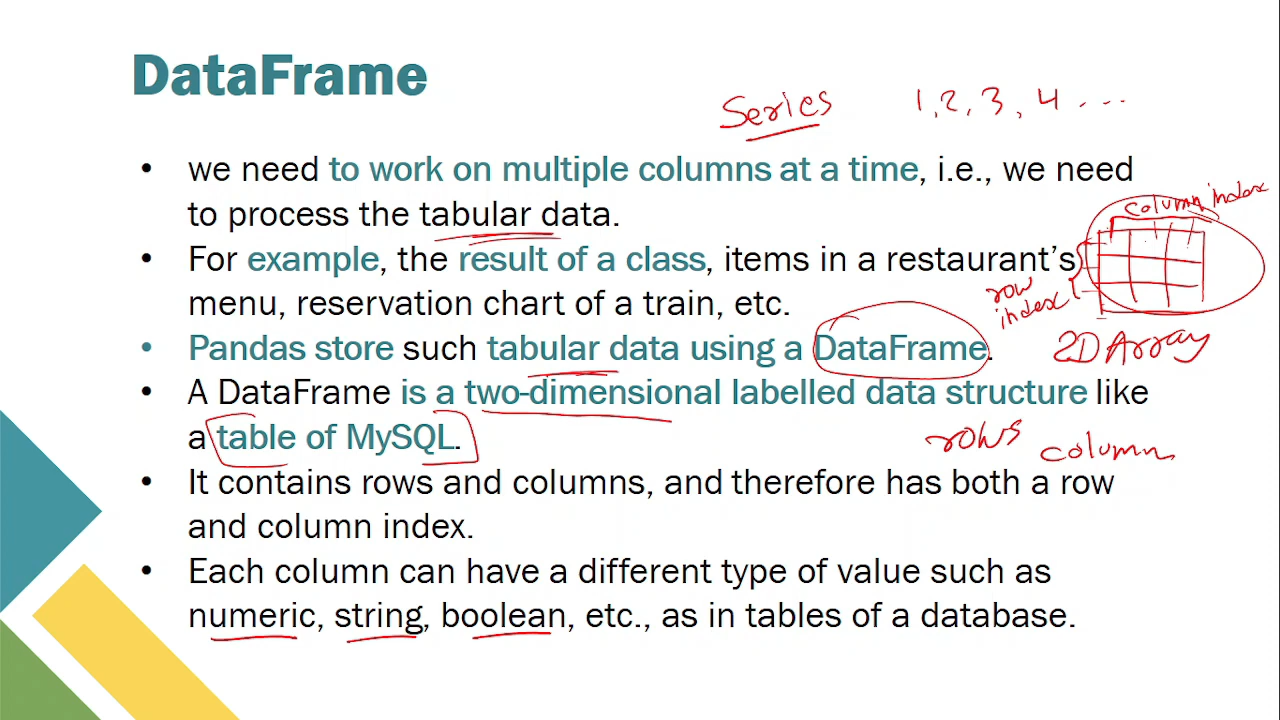 DataFrame
Series 1, 2, 3, 4 ...
• we need to work on multiple columns at a time, i.e., we need
to process the tabular data.
column index
• For example, the result of a class, items in a restaurant's
menu, reservation chart of a train, etc.
row
index
• Pandas store such tabular data using a DataFrame.
2D Array
• A DataFrame is a two-dimensional labelled data structure like
a table of MySQL.
rows column
• It contains rows and columns, and therefore has both a row
and column index.
• Each column can have a different type of value such as
numeric, string, boolean, etc., as in tables of a database.